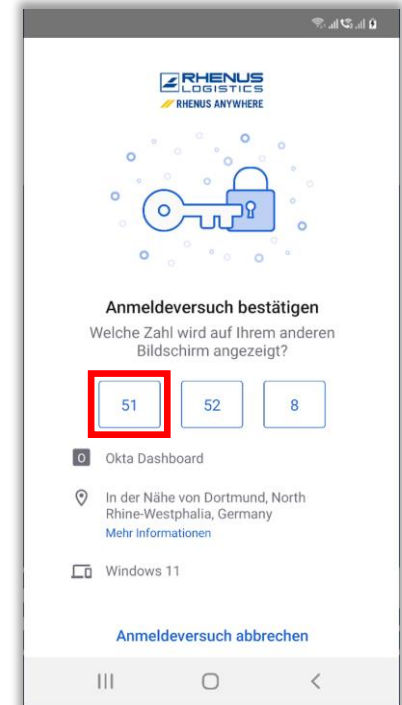 RHENUS
LOGISTICS
RHENUS ANYWHERE
Anmeldeversuch bestätigen
Welche Zahl wird auf Ihrem anderen
Bildschirm angezeigt?
51 52 8
O Okta Dashboard
In der Nähe von Dortmund, North
Rhine-Westphalia, Germany
Mehr Informationen
Windows 11
Anmeldeversuch abbrechen